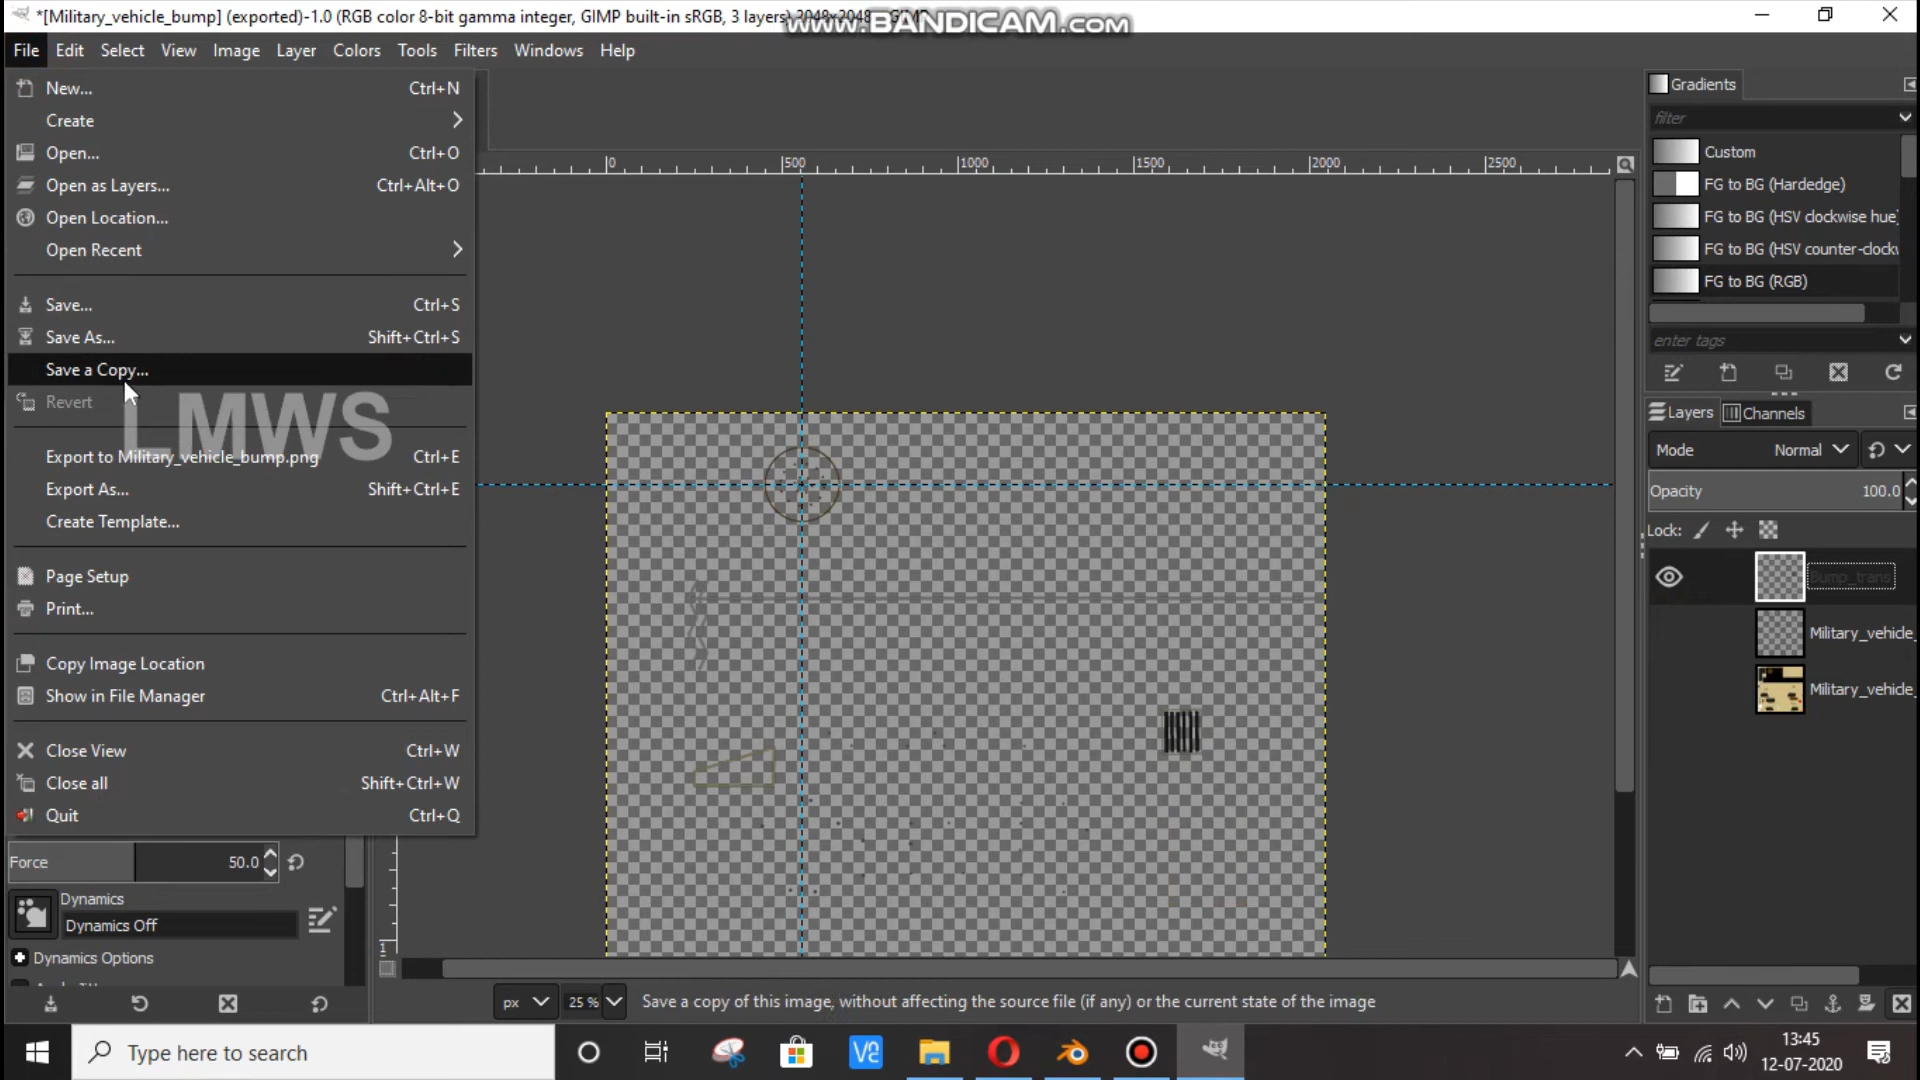 *[Military_vehicle_bump] (exported)-1.0 (RGB color 8-bit gamma integer, GIMP built-in sRGB, 3 layers) 2048x2048 – GIMP
www.BANDICAM.com
File Edit Select View Image Layer Colors Tools Filters Windows Help
New... Ctrl+N
Create
Open... Ctrl+O
Open as Layers... Ctrl+Alt+O
Open Location...
Open Recent
Save... Ctrl+S
Save As... Shift+Ctrl+S
Save a Copy...
Revert
LMWS
Export to Military_vehicle_bump.png Ctrl+E
Export As... Shift+Ctrl+E
Create Template...
Page Setup
Print...
Copy Image Location
Show in File Manager Ctrl+Alt+F
Close View Ctrl+W
Close all Shift+Ctrl+W
Quit Ctrl+Q
Force 50.0
Dynamics
Dynamics Off
Dynamics Options
0 500 1000 1500 2000 2500
1
px 25 % Save a copy of this image, without affecting the source file (if any) or the current state of the image
Gradients
filter
Custom
FG to BG (Hardedge)
FG to BG (HSV clockwise hue)
FG to BG (HSV counter-clockw
FG to BG (RGB)
enter tags
Layers Channels
Mode Normal
Opacity 100.0
Lock:
Bump_trans
Military_vehicle_
Military_vehicle_
Type here to search
13:45
12-07-2020